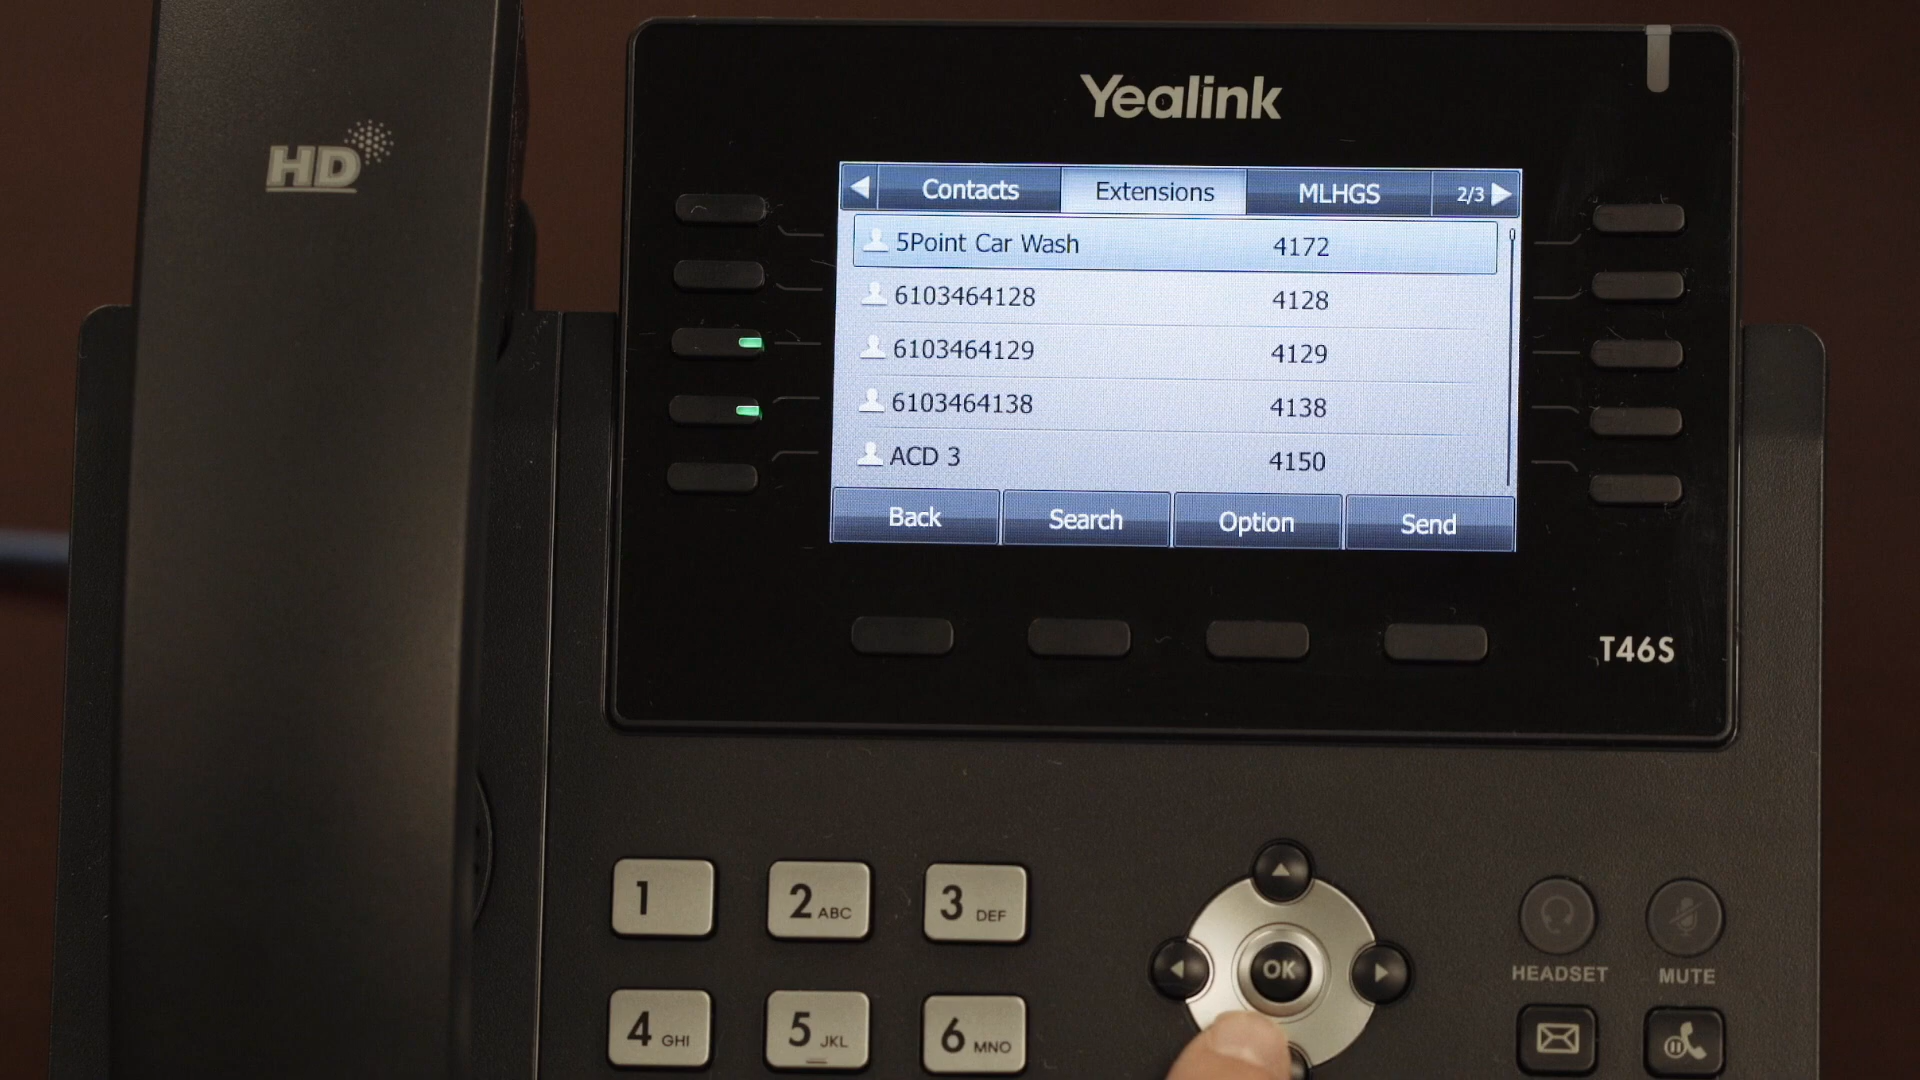 HD
Yealink
Contacts Extensions MLHGS 2/3
5Point Car Wash 4172
6103464128 4128
6103464129 4129
6103464138 4138
ACD 3 4150
Back Search Option Send
T46S
1 2 ABC 3 DEF
OK
HEADSET MUTE
4 GHI 5 JKL 6 MNO